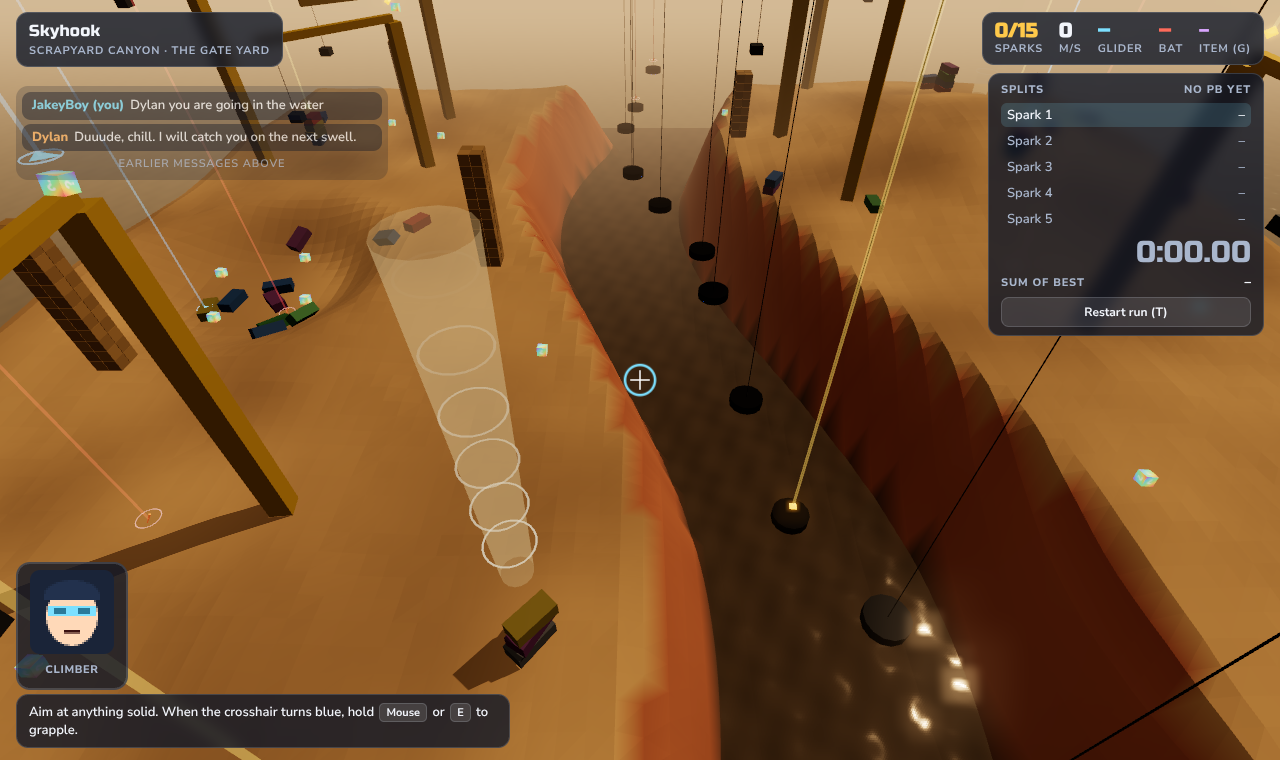 Skyhook
SCRAPYARD CANYON · THE GATE YARD
JakeyBoy (you) Dylan you are going in the water
Dylan Duuude, chill. I will catch you on the next swell.
EARLIER MESSAGES ABOVE
0/15
SPARKS
0
M/S
–
GLIDER
–
BAT
–
ITEM (G)
SPLITS
NO PB YET
Spark 1 –
Spark 2 –
Spark 3 –
Spark 4 –
Spark 5 –
0:00.00
SUM OF BEST –
Restart run (T)
CLIMBER
Aim at anything solid. When the crosshair turns blue, hold Mouse or E to
grapple.